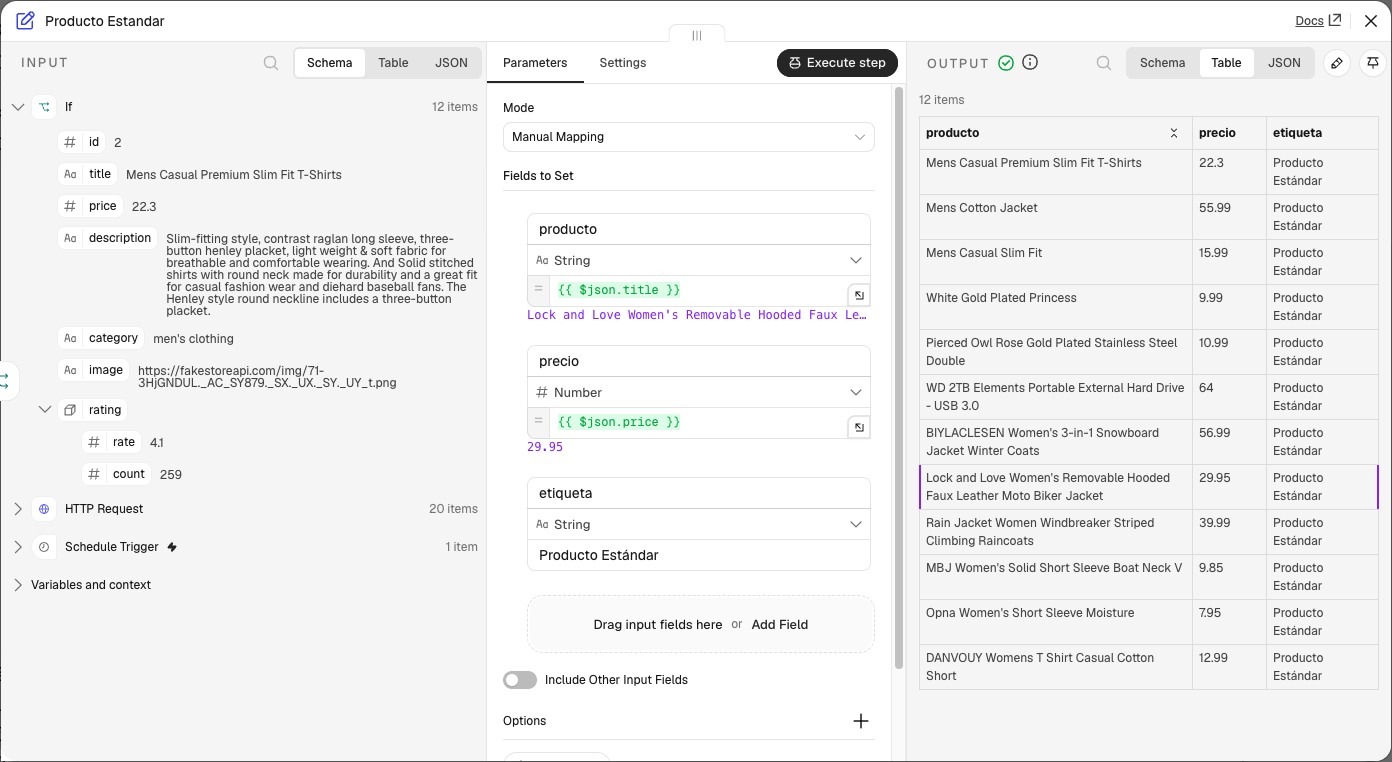 Producto Estandar
Docs
INPUT
Schema
Table
JSON
If
12 items
# id 2
Aa title Mens Casual Premium Slim Fit T-Shirts
# price 22.3
Aa description Slim-fitting style, contrast raglan long sleeve, three-
button henley placket, light weight & soft fabric for
breathable and comfortable wearing. And Solid stitched
shirts with round neck made for durability and a great fit
for casual fashion wear and diehard baseball fans. The
Henley style round neckline includes a three-button
placket.
Aa category men's clothing
Aa image https://fakestoreapi.com/img/71-
3HjGNDUL._AC_SY879._SX._UX._SY._UY_t.png
rating
# rate 4.1
# count 259
HTTP Request
20 items
Schedule Trigger
1 item
Variables and context
Parameters
Settings
Execute step
Mode
Manual Mapping
Fields to Set
producto
Aa String
= {{ $json.title }}
Lock and Love Women's Removable Hooded Faux Le…
precio
# Number
= {{ $json.price }}
29.95
etiqueta
Aa String
Producto Estándar
Drag input fields here or Add Field
Include Other Input Fields
Options
OUTPUT
Schema
Table
JSON
12 items
producto precio etiqueta
Mens Casual Premium Slim Fit T-Shirts 22.3 Producto
Estándar
Mens Cotton Jacket 55.99 Producto
Estándar
Mens Casual Slim Fit 15.99 Producto
Estándar
White Gold Plated Princess 9.99 Producto
Estándar
Pierced Owl Rose Gold Plated Stainless Steel 10.99 Producto
Double Estándar
WD 2TB Elements Portable External Hard Drive 64 Producto
- USB 3.0 Estándar
BIYLACLESEN Women's 3-in-1 Snowboard 56.99 Producto
Jacket Winter Coats Estándar
Lock and Love Women's Removable Hooded 29.95 Producto
Faux Leather Moto Biker Jacket Estándar
Rain Jacket Women Windbreaker Striped 39.99 Producto
Climbing Raincoats Estándar
MBJ Women's Solid Short Sleeve Boat Neck V 9.85 Producto
Estándar
Opna Women's Short Sleeve Moisture 7.95 Producto
Estándar
DANVOUY Womens T Shirt Casual Cotton 12.99 Producto
Short Estándar